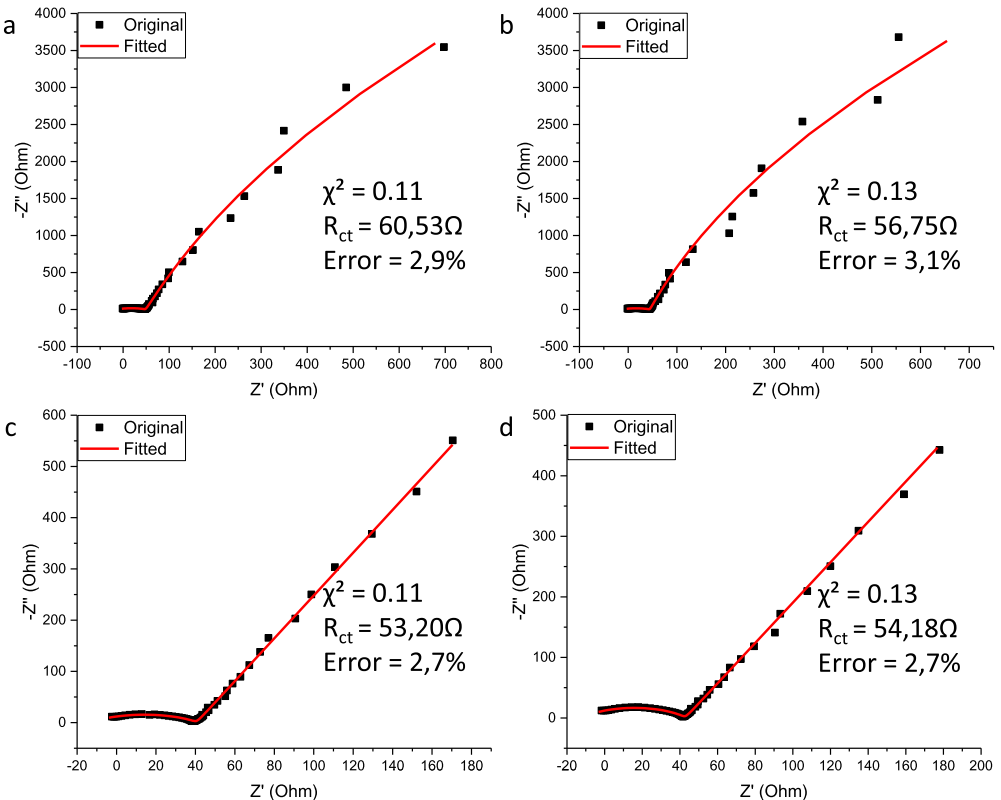 a
Original
Fitted
4000
3500
3000
2500
2000
1500
1000
500
0
-500
-Z'' (Ohm)
χ² = 0.11
Rct = 60,53Ω
Error = 2,9%
-100 0 100 200 300 400 500 600 700 800
Z' (Ohm)
b
Original
Fitted
4000
3500
3000
2500
2000
1500
1000
500
0
-500
-Z'' (Ohm)
χ² = 0.13
Rct = 56,75Ω
Error = 3,1%
-100 0 100 200 300 400 500 600 700
Z' (Ohm)
c
Original
Fitted
600
500
400
300
200
100
0
-Z'' (Ohm)
χ² = 0.11
Rct = 53,20Ω
Error = 2,7%
-20 0 20 40 60 80 100 120 140 160 180
Z' (Ohm)
d
Original
Fitted
500
400
300
200
100
0
-Z'' (Ohm)
χ² = 0.13
Rct = 54,18Ω
Error = 2,7%
-20 0 20 40 60 80 100 120 140 160 180 200
Z' (Ohm)